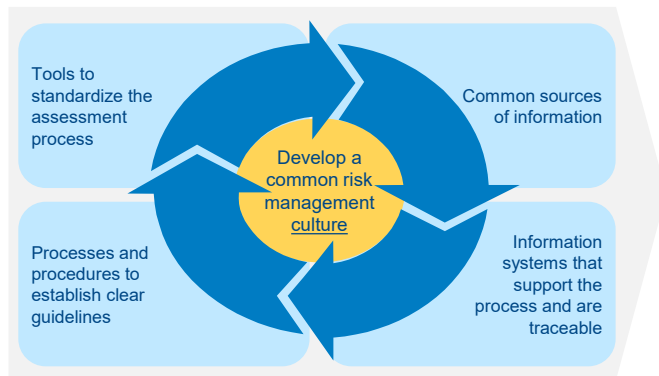 Tools to
standardize the
assessment
process
Common sources
of information
Develop a
common risk
management
culture
Processes and
procedures to
establish clear
guidelines
Information
systems that
support the
process and are
traceable